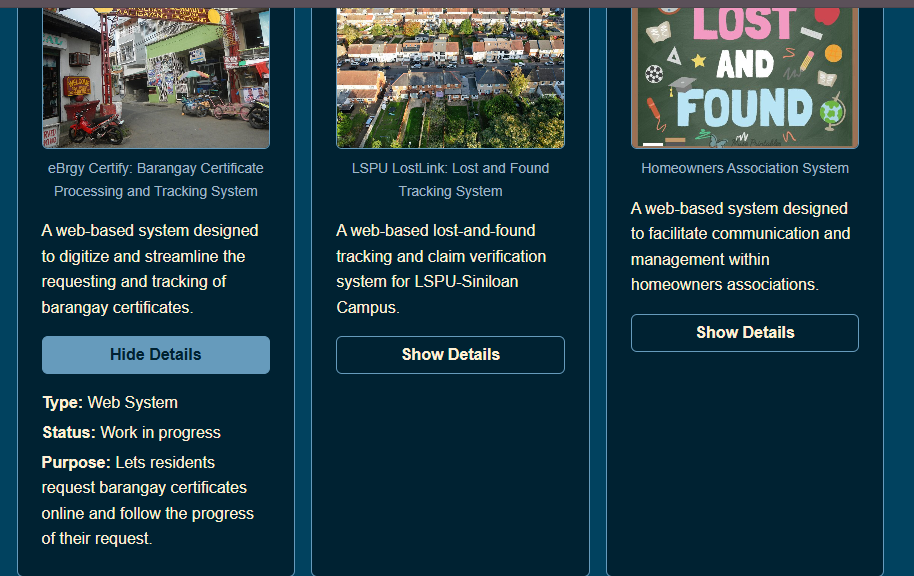 LOST
AND
FOUND
eBrgy Certify: Barangay Certificate
Processing and Tracking System
A web-based system designed
to digitize and streamline the
requesting and tracking of
barangay certificates.
Hide Details
Type: Web System
Status: Work in progress
Purpose: Lets residents
request barangay certificates
online and follow the progress
of their request.
LSPU LostLink: Lost and Found
Tracking System
A web-based lost-and-found
tracking and claim verification
system for LSPU-Siniloan
Campus.
Show Details
Homeowners Association System
A web-based system designed
to facilitate communication and
management within
homeowners associations.
Show Details